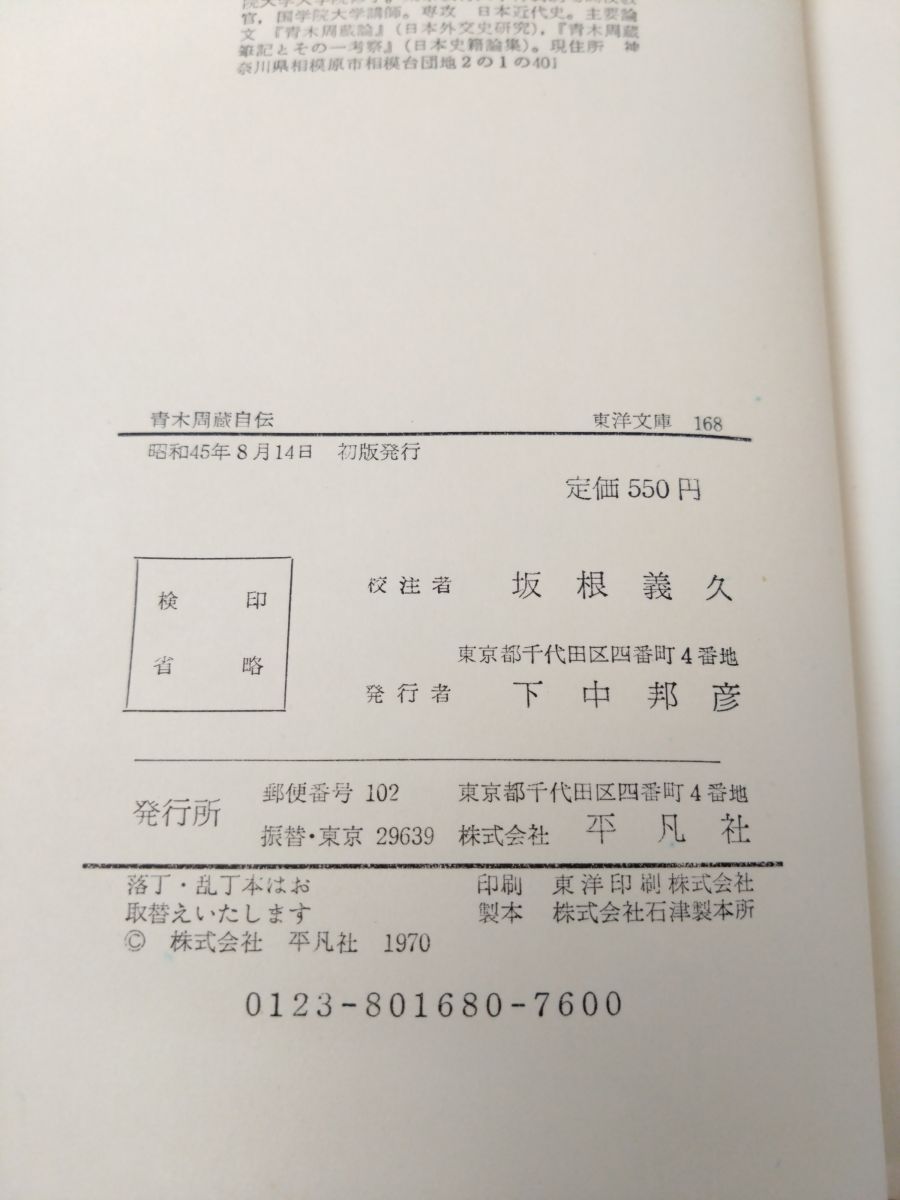 官，国学院大学講師。専攻　日本近代史。主要論
文『青木周蔵論』(日本外交史研究)，『青木周蔵
筆記とその一考察』(日本史籍論集)。現住所　神
奈川県相模原市相模台団地2の1の401
青木周蔵自伝　東洋文庫　168
昭和45年8月14日　初版発行
定価 550 円
検印
省略
校注者　坂根義久
東京都千代田区四番町4番地
発行者　下中邦彦
発行所
郵便番号 102　東京都千代田区四番町4番地
振替・東京 29639　株式会社　平凡社
落丁・乱丁本はお
取替えいたします
© 株式会社　平凡社　1970
印刷　東洋印刷株式会社
製本　株式会社石津製本所
0123-801680-7600